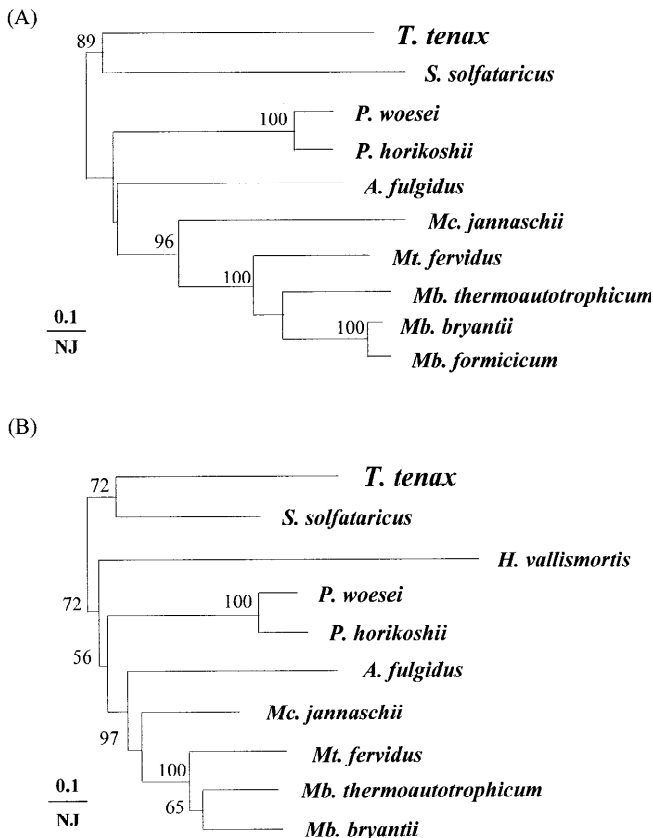 (A)
89
T. tenax
S. solfataricus
100
P. woesei
P. horikoshii
A. fulgidus
Mc. jannaschii
96
Mt. fervidus
100
Mb. thermoautotrophicum
0.1
100
Mb. bryantii
NJ
Mb. formicicum
(B)
72
T. tenax
S. solfataricus
H. vallismortis
72
100
P. woesei
P. horikoshii
56
A. fulgidus
Mc. jannaschii
97
Mt. fervidus
100
0.1
Mb. thermoautotrophicum
65
NJ
Mb. bryantii